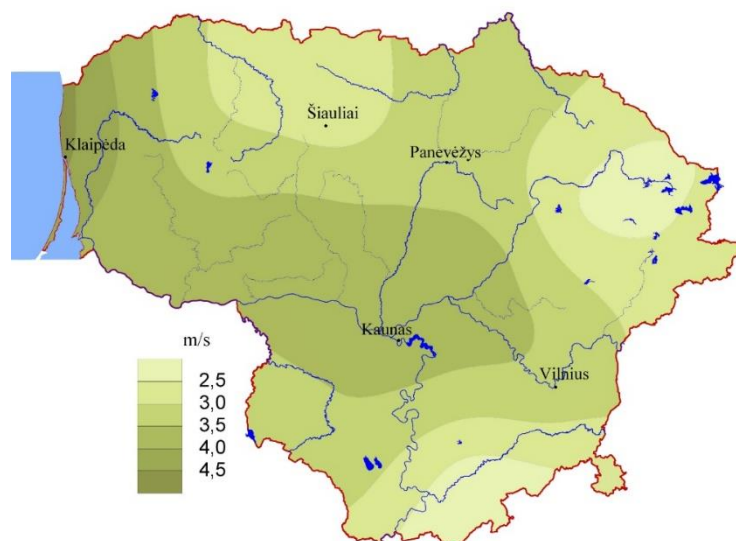 Šiauliai
Klaipėda
Panevėžys
Kaunas
Vilnius
m/s
2,5
3,0
3,5
4,0
4,5